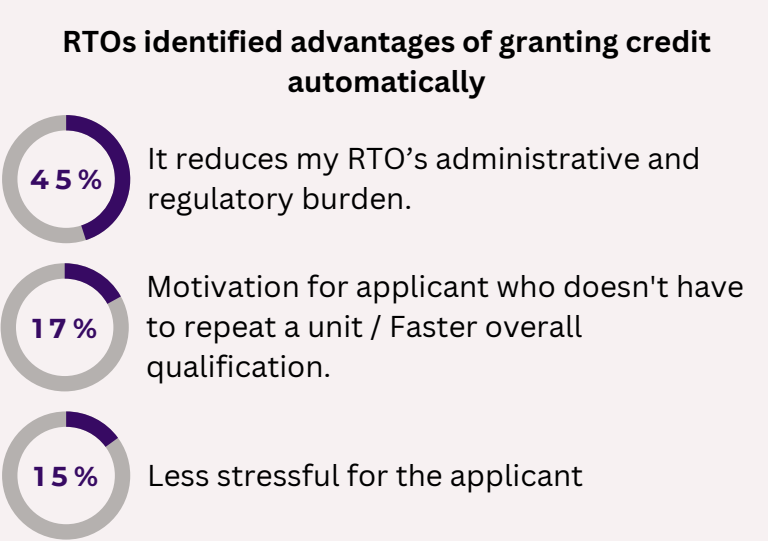 RTOs identified advantages of granting credit
automatically
45%
It reduces my RTO’s administrative and
regulatory burden.
17%
Motivation for applicant who doesn't have
to repeat a unit / Faster overall
qualification.
15%
Less stressful for the applicant